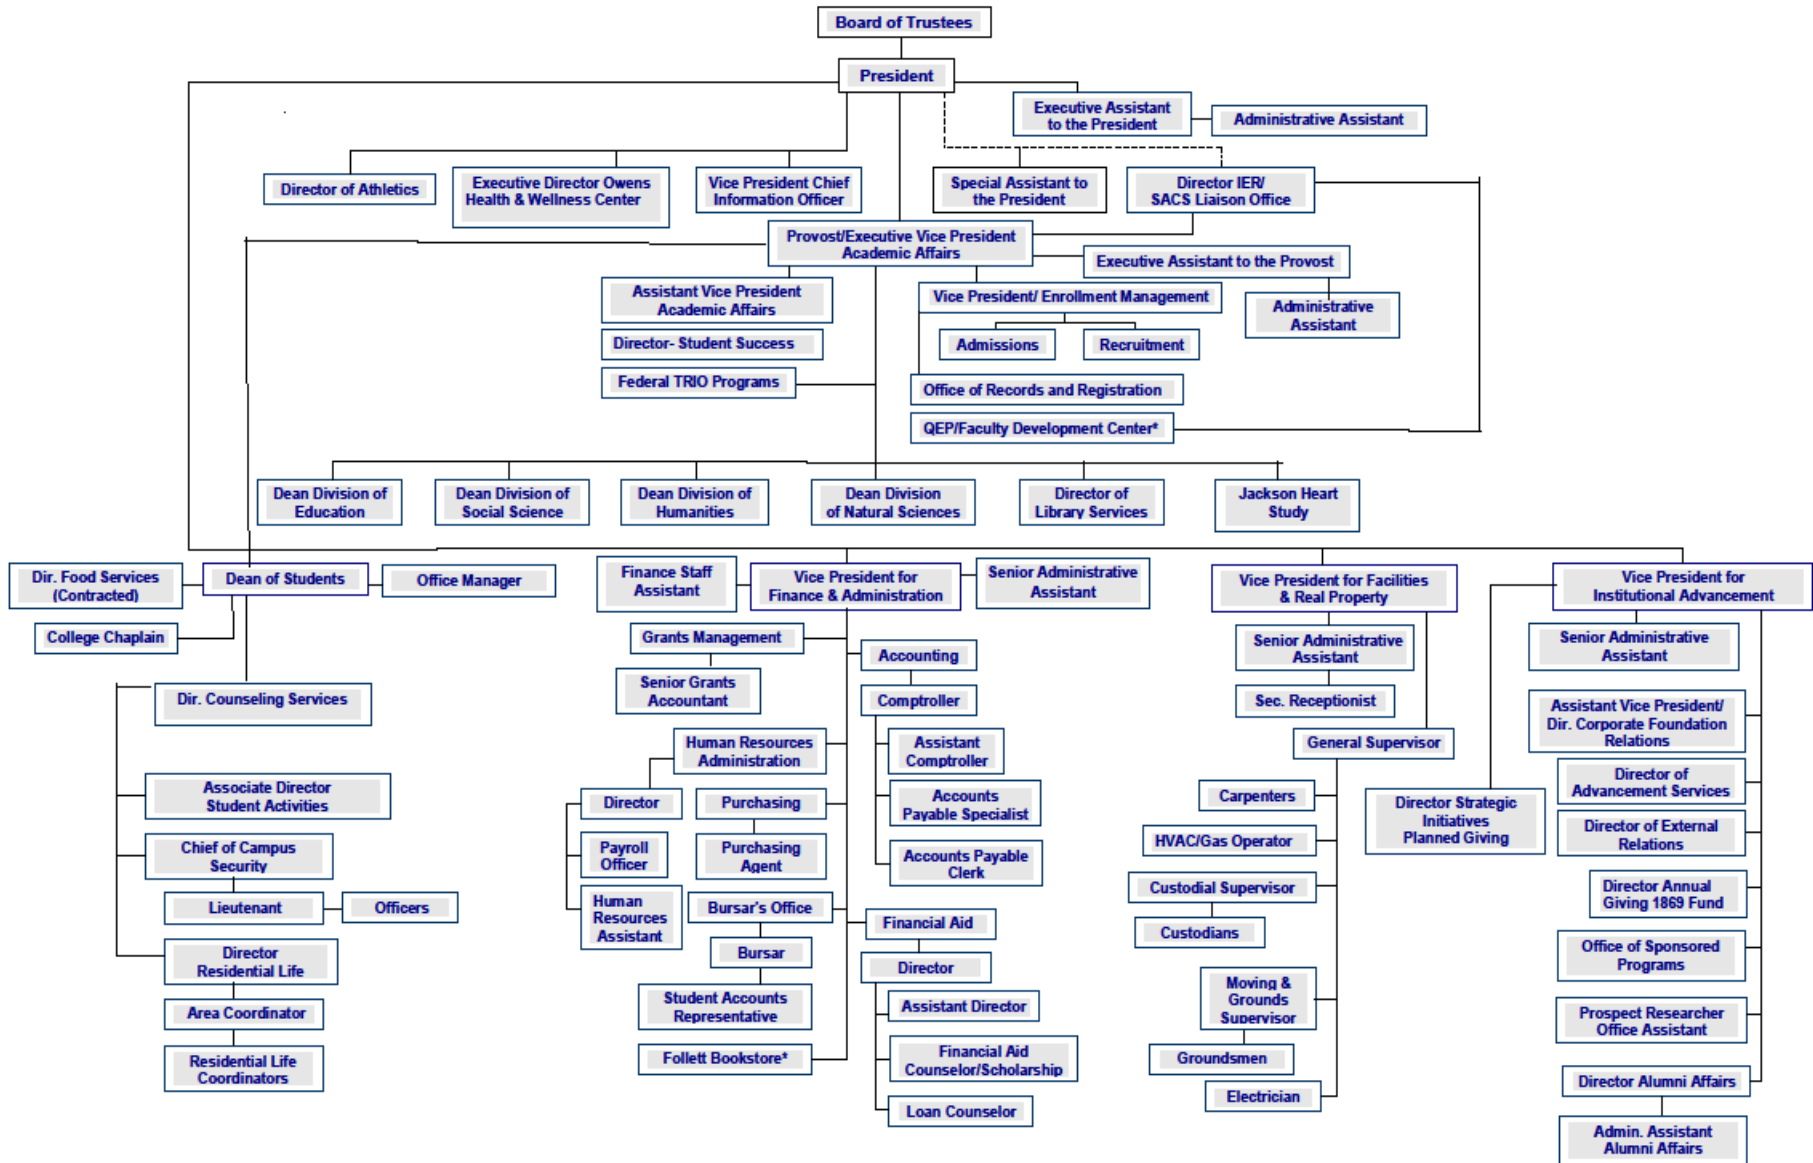 Board of Trustees
President
Executive Assistant
to the President
Administrative Assistant
Director of Athletics
Executive Director Owens
Health & Wellness Center
Vice President Chief
Information Officer
Special Assistant to
the President
Director IER/
SACS Liaison Office
Provost/Executive Vice President
Academic Affairs
Executive Assistant to the Provost
Administrative
Assistant
Assistant Vice President
Academic Affairs
Vice President/ Enrollment Management
Director- Student Success
Admissions
Recruitment
Federal TRIO Programs
Office of Records and Registration
QEP/Faculty Development Center*
Dean Division of
Education
Dean Division of
Social Science
Dean Division of
Humanities
Dean Division
of Natural Sciences
Director of
Library Services
Jackson Heart
Study
Dir. Food Services
(Contracted)
Dean of Students
Office Manager
College Chaplain
Dir. Counseling Services
Associate Director
Student Activities
Chief of Campus
Security
Lieutenant
Officers
Director
Residential Life
Area Coordinator
Residential Life
Coordinators
Finance Staff
Assistant
Vice President for
Finance & Administration
Senior Administrative
Assistant
Grants Management
Senior Grants
Accountant
Accounting
Comptroller
Assistant
Comptroller
Accounts
Payable Specialist
Accounts Payable
Clerk
Human Resources
Administration
Director
Payroll
Officer
Human
Resources
Assistant
Purchasing
Purchasing
Agent
Bursar's Office
Bursar
Student Accounts
Representative
Follett Bookstore*
Financial Aid
Director
Assistant Director
Financial Aid
Counselor/Scholarship
Loan Counselor
Vice President for Facilities
& Real Property
Senior Administrative
Assistant
Sec. Receptionist
General Supervisor
Carpenters
HVAC/Gas Operator
Custodial Supervisor
Custodians
Moving &
Grounds
Supervisor
Groundsmen
Electrician
Vice President for
Institutional Advancement
Senior Administrative
Assistant
Director Strategic
Initiatives
Planned Giving
Assistant Vice President/
Dir. Corporate Foundation
Relations
Director of
Advancement Services
Director of External
Relations
Director Annual
Giving 1869 Fund
Office of Sponsored
Programs
Prospect Researcher
Office Assistant
Director Alumni Affairs
Admin. Assistant
Alumni Affairs